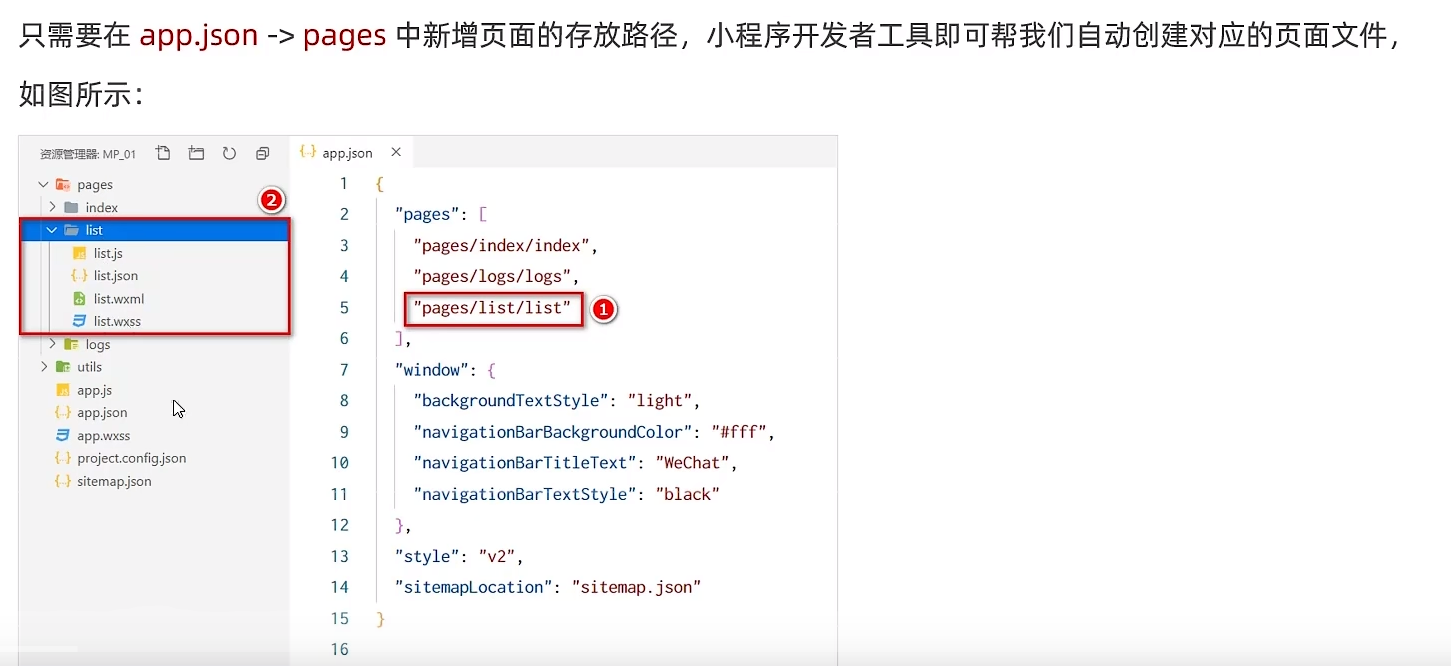 只需要在 app.json -> pages 中新增页面的存放路径，小程序开发者工具即可帮我们自动创建对应的页面文件，
如图所示：
资源管理器: MP_01
pages
index
list
list.js
list.json
list.wxml
list.wxss
logs
utils
app.js
app.json
app.wxss
project.config.json
sitemap.json
2
{..} app.json ×
1 {
2 "pages": [
3 "pages/index/index",
4 "pages/logs/logs",
5 "pages/list/list" 1
6 ],
7 "window": {
8 "backgroundTextStyle": "light",
9 "navigationBarBackgroundColor": "#fff",
10 "navigationBarTitleText": "WeChat",
11 "navigationBarTextStyle": "black"
12 },
13 "style": "v2",
14 "sitemapLocation": "sitemap.json"
15 }
16